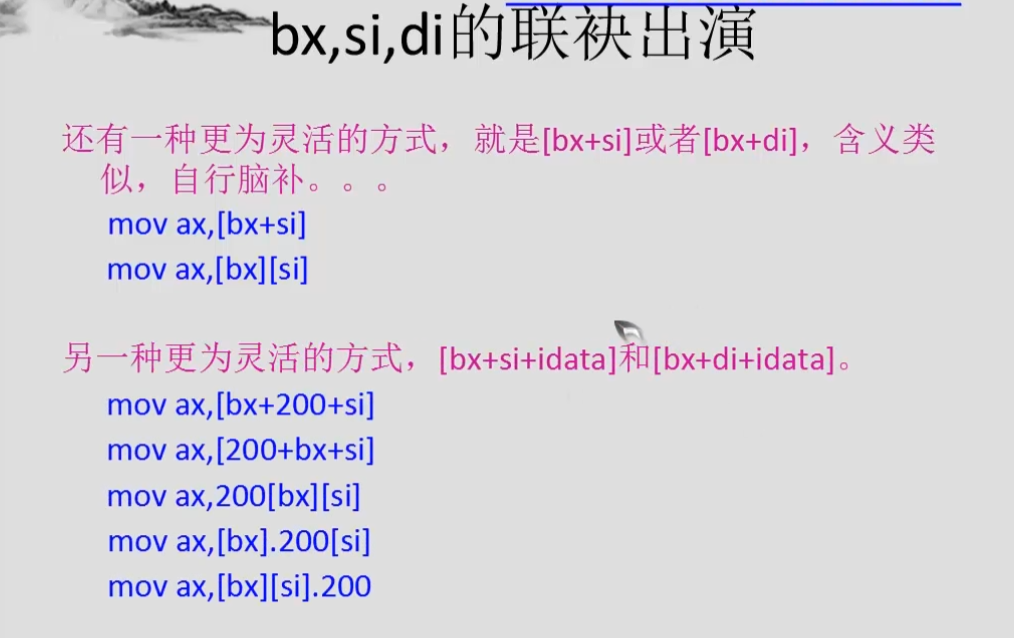 bx,si,di的联袂出演
还有一种更为灵活的方式，就是[bx+si]或者[bx+di]，含义类
似，自行脑补。。。
mov ax,[bx+si]
mov ax,[bx][si]
另一种更为灵活的方式，[bx+si+idata]和[bx+di+idata]。
mov ax,[bx+200+si]
mov ax,[200+bx+si]
mov ax,200[bx][si]
mov ax,[bx].200[si]
mov ax,[bx][si].200